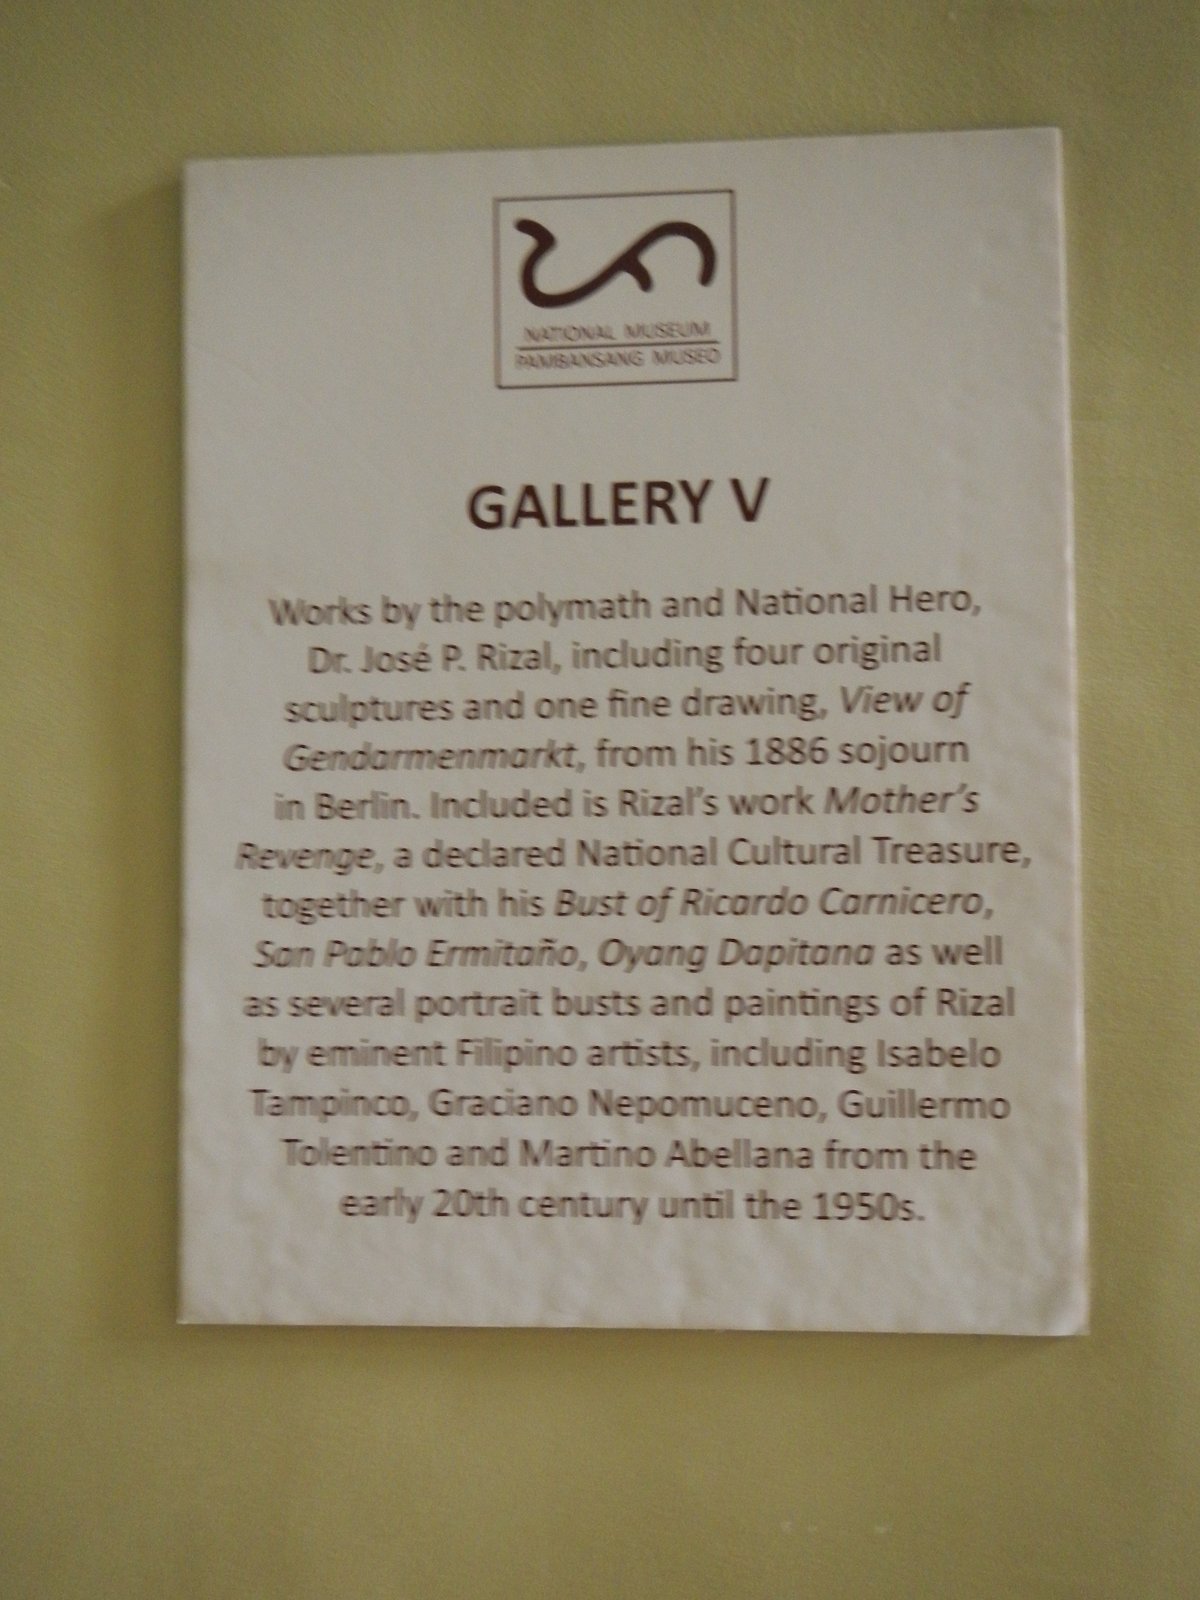 NATIONAL MUSEUM
PAMBANSANG MUSEO
GALLERY V
Works by the polymath and National Hero,
Dr. José P. Rizal, including four original
sculptures and one fine drawing, View of
Gendarmenmarkt, from his 1886 sojourn
in Berlin. Included is Rizal's work Mother's
Revenge, a declared National Cultural Treasure,
together with his Bust of Ricardo Carnicero,
San Pablo Ermitaño, Oyang Dapitana as well
as several portrait busts and paintings of Rizal
by eminent Filipino artists, including Isabelo
Tampinco, Graciano Nepomuceno, Guillermo
Tolentino and Martino Abellana from the
early 20th century until the 1950s.